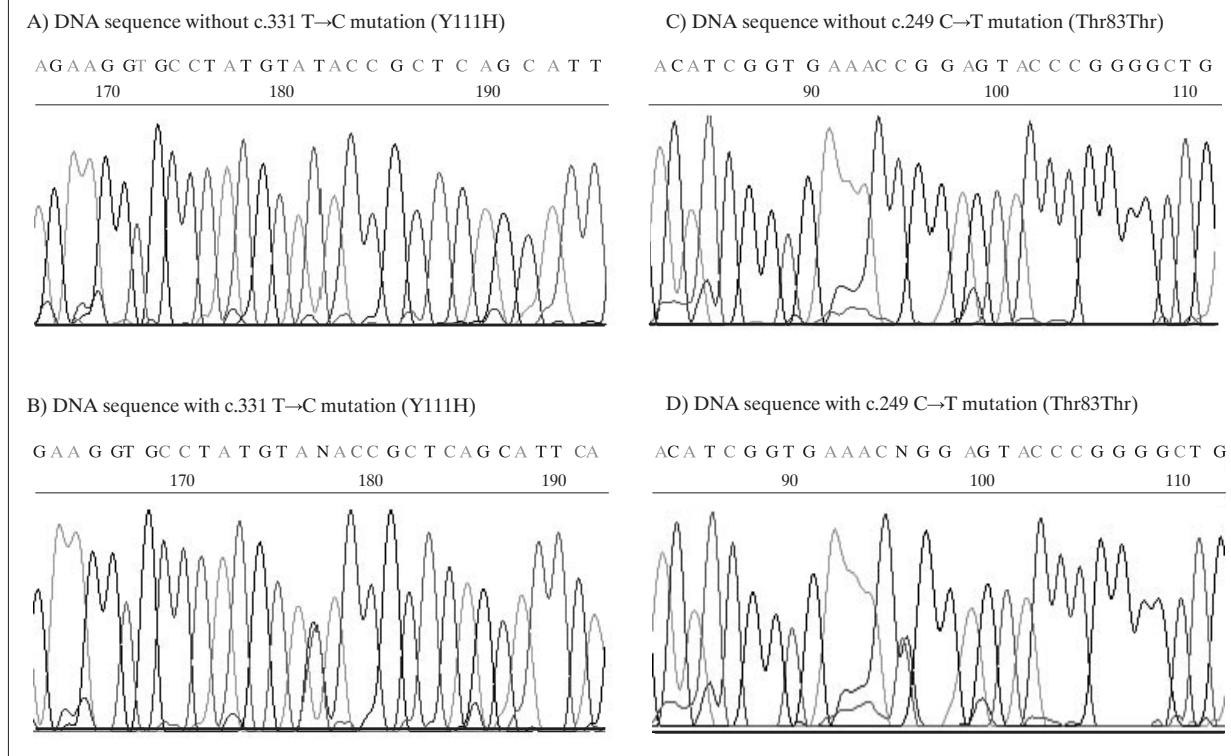 A) DNA sequence without c.331 T→C mutation (Y111H)
AGAAGGTGCCTATGTATACCGCTCAGCATT
170 180 190
B) DNA sequence with c.331 T→C mutation (Y111H)
GAAGGTGCCTATGTANACCGCTCAGCATTCA
170 180 190
C) DNA sequence without c.249 C→T mutation (Thr83Thr)
ACATCGGTGAAACCGGAGTACCCGGGGCTG
90 100 110
D) DNA sequence with c.249 C→T mutation (Thr83Thr)
ACATCGGTGAAACNGGAGTACCCGGGGCTG
90 100 110